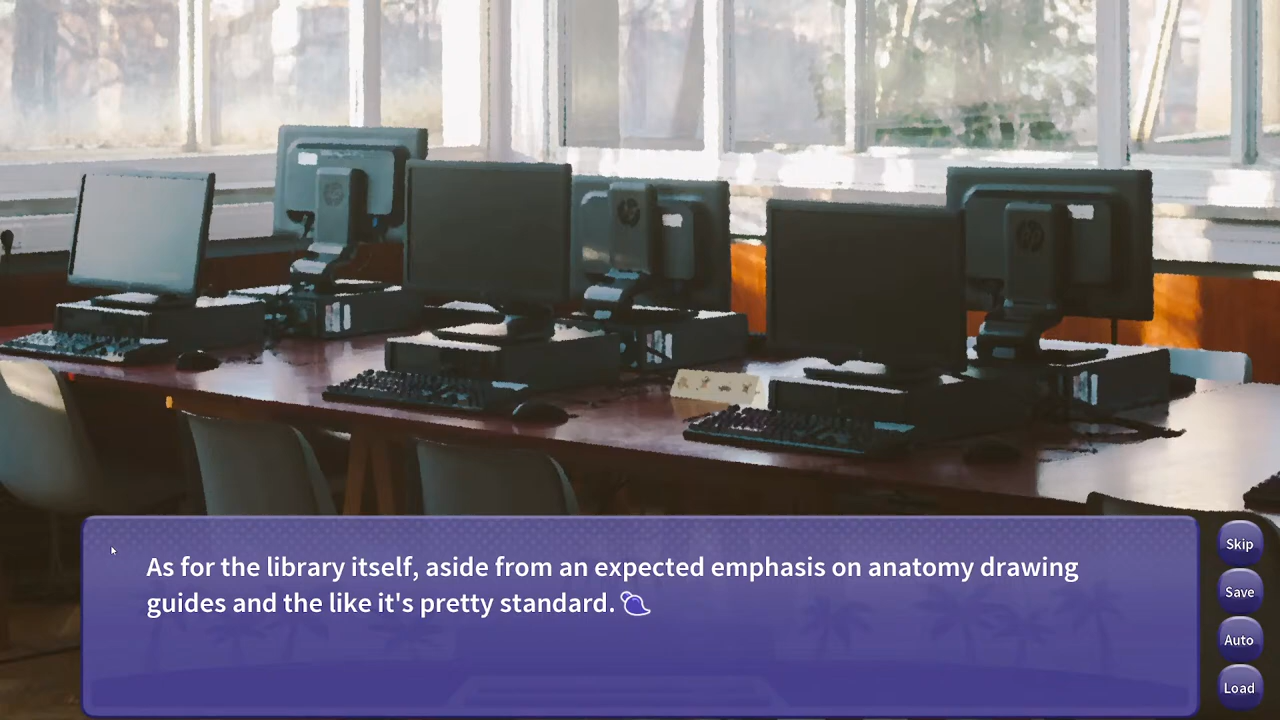 As for the library itself, aside from an expected emphasis on anatomy drawing
guides and the like it's pretty standard.
Skip
Save
Auto
Load